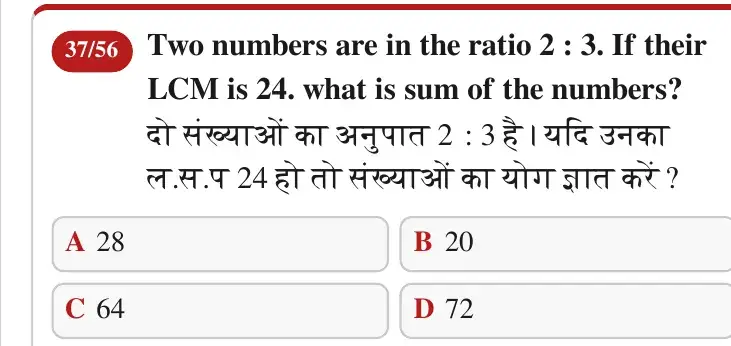 37/56 Two numbers are in the ratio 2 : 3. If their
LCM is 24. what is sum of the numbers?
दो संख्याओं का अनुपात 2 : 3 है। यदि उनका
ल.स.प 24 हो तो संख्याओं का योग ज्ञात करें ?
A 28
B 20
C 64
D 72